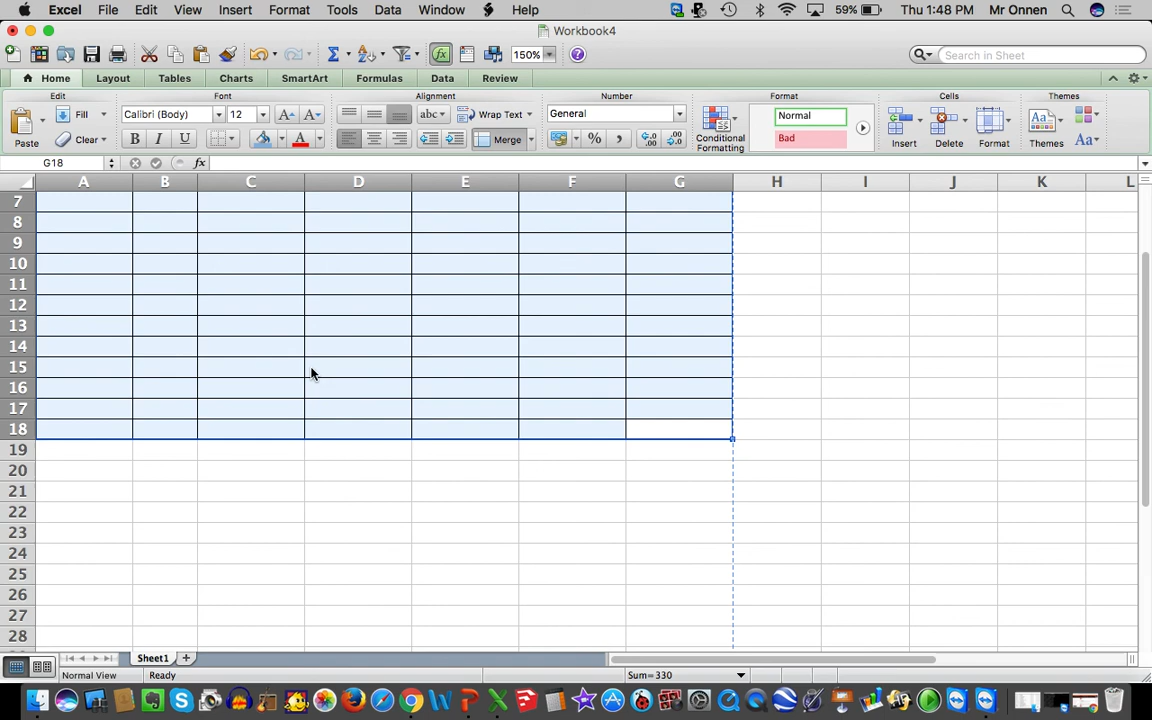 Excel File Edit View Insert Format Tools Data Window Help 59% Thu 1:48 PM Mr Onnen
Workbook4
150% Search in Sheet
Home Layout Tables Charts SmartArt Formulas Data Review
Edit Font Alignment Number Format Cells Themes
Fill Calibri (Body) 12 A A abc Wrap Text General Normal
Paste Clear B I U A Merge % , Conditional Formatting Bad Insert Delete Format Themes Aa
G18 fx
A B C D E F G H I J K L
7
8
9
10
11
12
13
14
15
16
17
18
19
20
21
22
23
24
25
26
27
28
Sheet1
Normal View Ready Sum=330